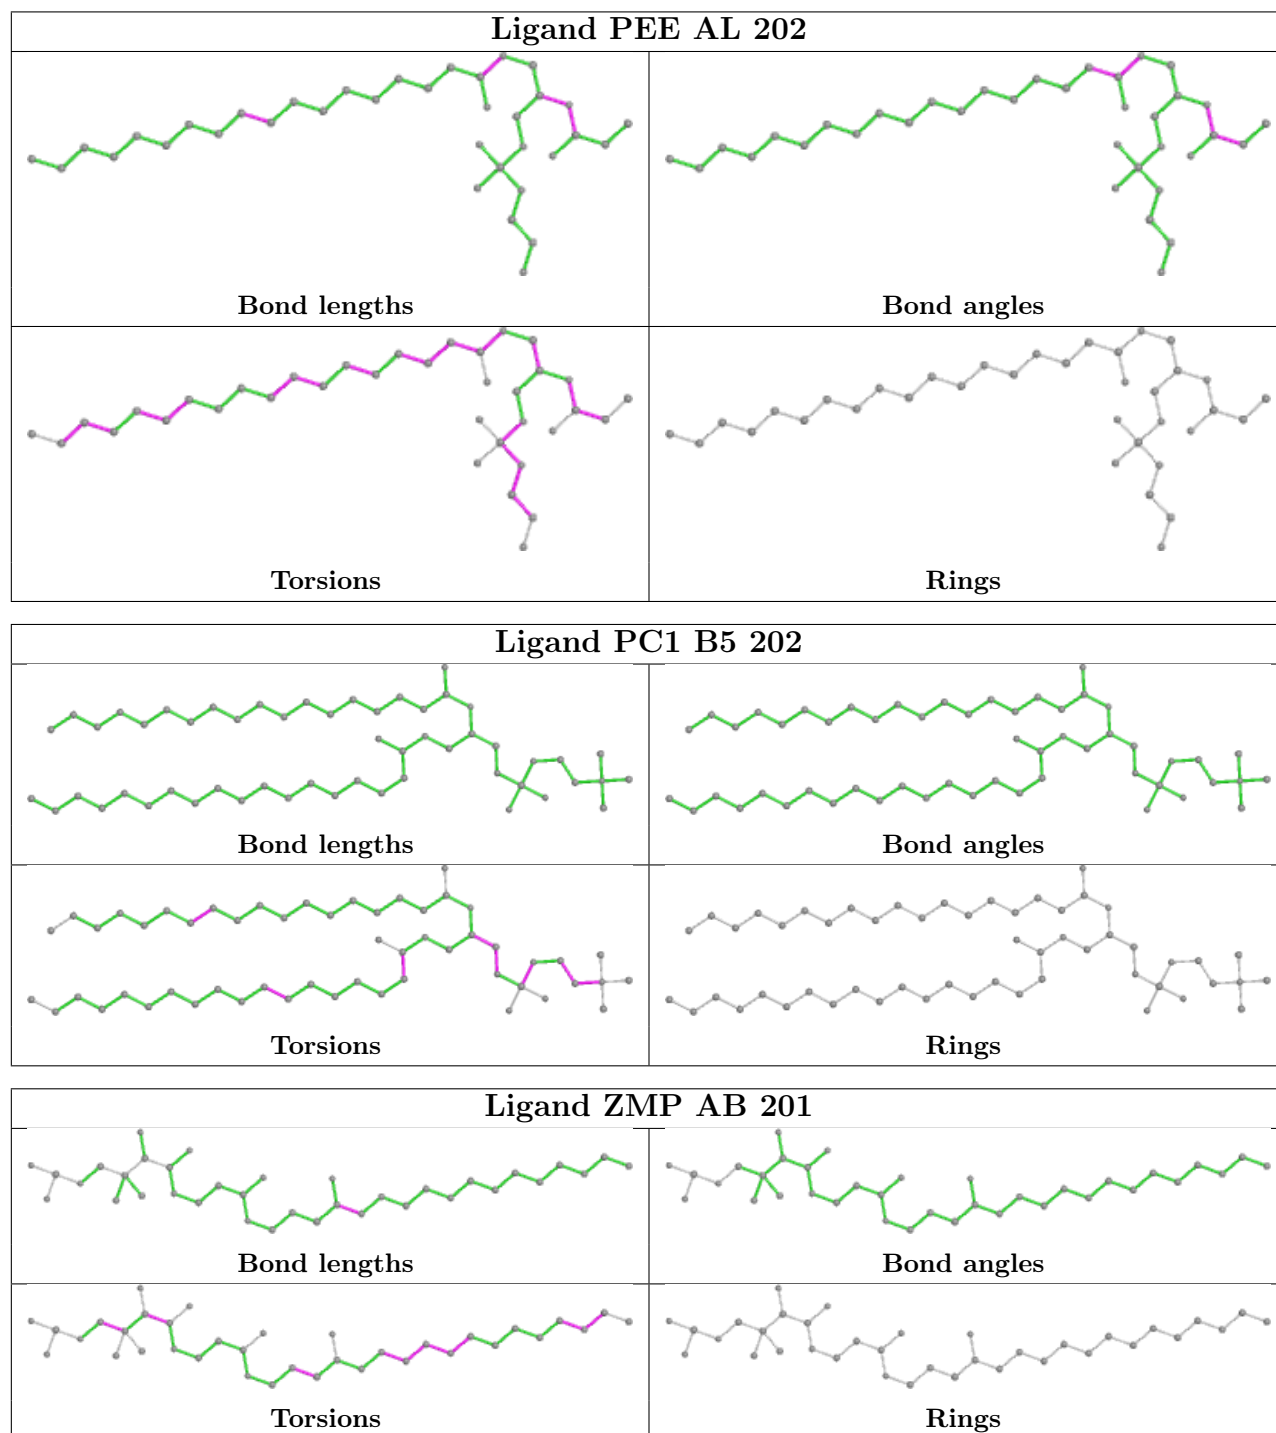 Ligand PEE AL 202
Bond lengths
Bond angles
Torsions
Rings
Ligand PC1 B5 202
Bond lengths
Bond angles
Torsions
Rings
Ligand ZMP AB 201
Bond lengths
Bond angles
Torsions
Rings